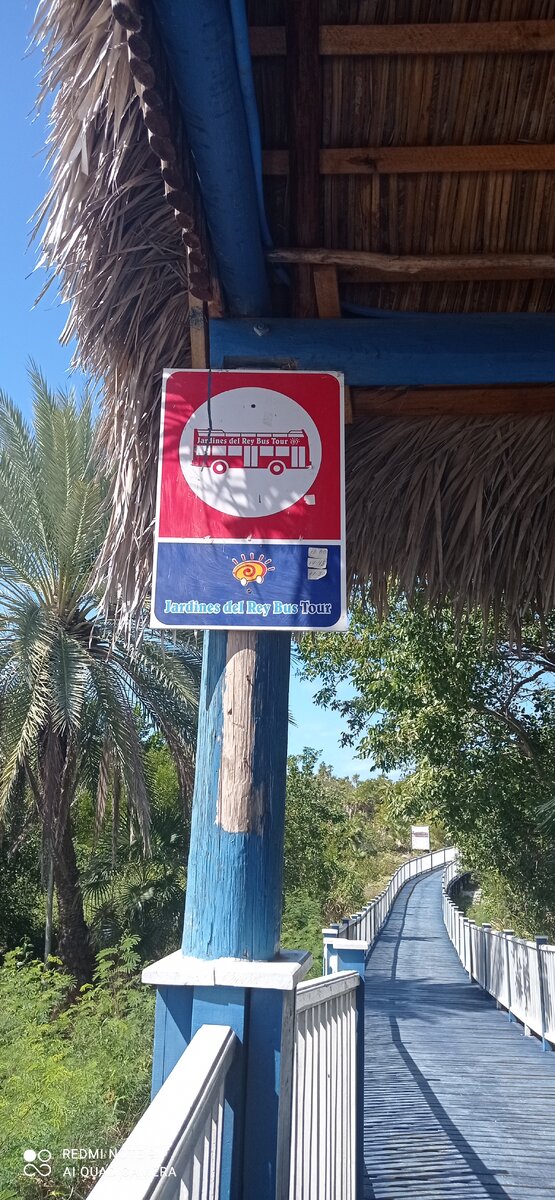 Jardines del Rey Bus Tour
Jardines del Rey Bus Tour
REDMI NOTE
AI QUAD CAMERA